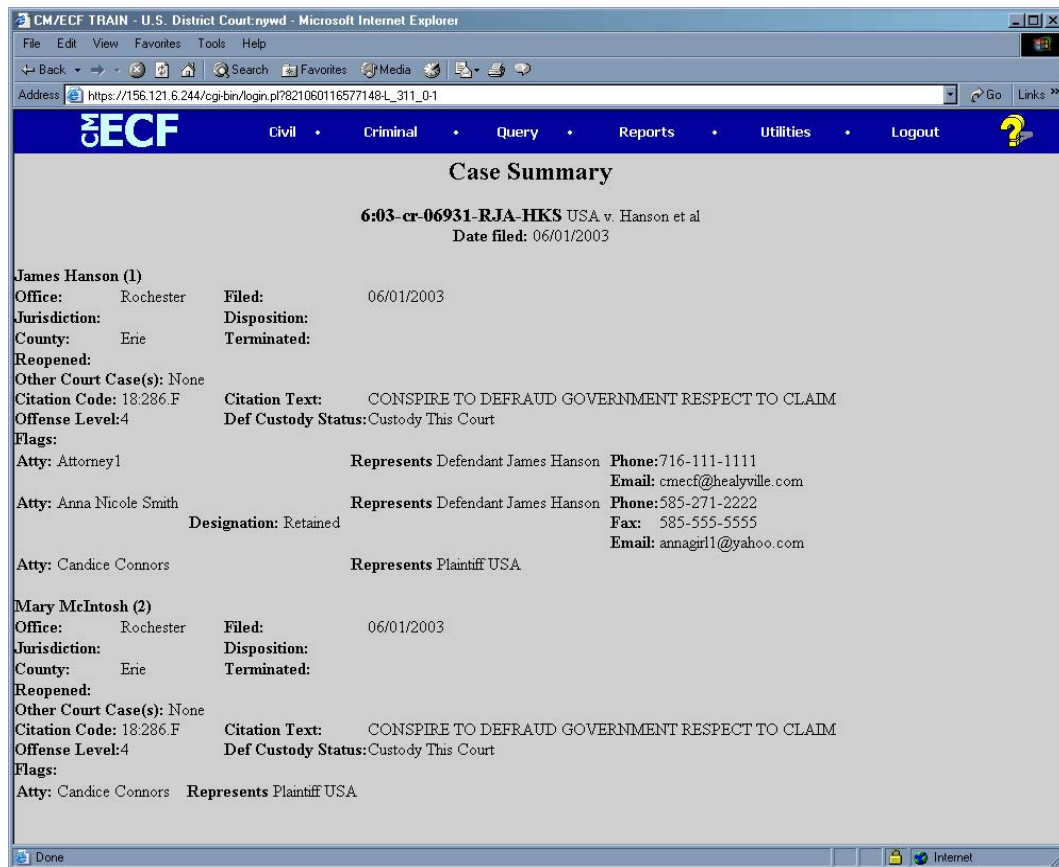 CM/ECF TRAIN - U.S. District Court:nywd - Microsoft Internet Explorer
File Edit View Favorites Tools Help
Back Search Favorites Media
Address https://156.121.6.244/cgi-bin/login.pl?821060116577148-L_311_0-1 Go Links »
CM ECF Civil • Criminal • Query • Reports • Utilities • Logout ?
Case Summary
6:03-cr-06931-RJA-HKS USA v. Hanson et al
Date filed: 06/01/2003
James Hanson (1)
Office: Rochester Filed: 06/01/2003
Jurisdiction: Disposition:
County: Erie Terminated:
Reopened:
Other Court Case(s): None
Citation Code: 18:286.F Citation Text: CONSPIRE TO DEFRAUD GOVERNMENT RESPECT TO CLAIM
Offense Level:4 Def Custody Status:Custody This Court
Flags:
Atty: Attorney1 Represents Defendant James Hanson Phone:716-111-1111
Email: cmecf@healyville.com
Atty: Anna Nicole Smith Represents Defendant James Hanson Phone:585-271-2222
Designation: Retained Fax: 585-555-5555
Email: annagirl1@yahoo.com
Atty: Candice Connors Represents Plaintiff USA
Mary McIntosh (2)
Office: Rochester Filed: 06/01/2003
Jurisdiction: Disposition:
County: Erie Terminated:
Reopened:
Other Court Case(s): None
Citation Code: 18:286.F Citation Text: CONSPIRE TO DEFRAUD GOVERNMENT RESPECT TO CLAIM
Offense Level:4 Def Custody Status:Custody This Court
Flags:
Atty: Candice Connors Represents Plaintiff USA
Done Internet